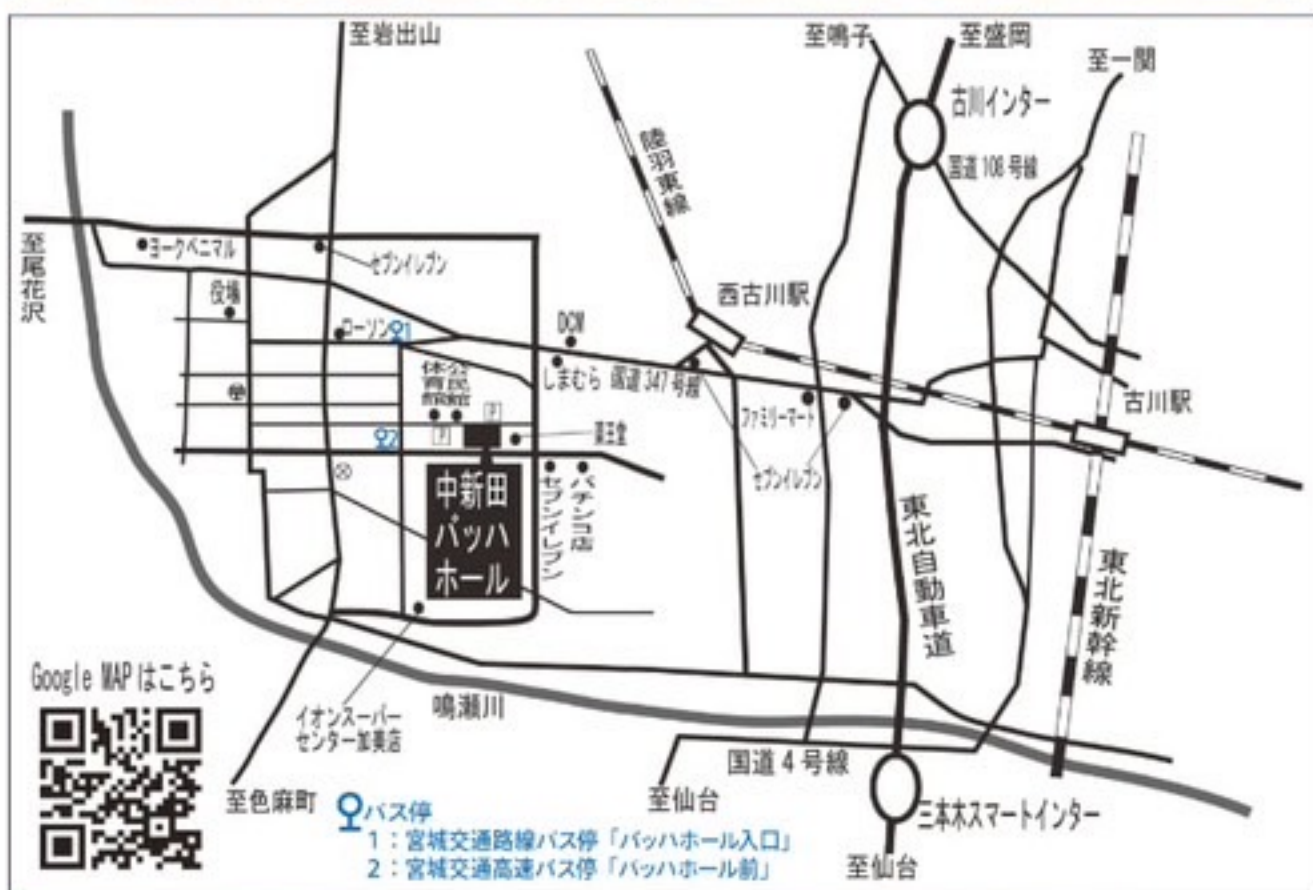 至岩出山
至鳴子
至盛岡
至一関
古川インター
国道108号線
陸羽東線
至尾花沢
ヨークベニマル
セブンイレブン
役場
ローソン
1
DCM
西古川駅
しまむら
国道347号線
体育館
公民館
P
P
2
薬王堂
ファミリーマート
セブンイレブン
古川駅
中新田
バッハ
ホール
セブンイレブン
パチンコ店
東北自動車道
東北新幹線
Google MAPはこちら
イオンスーパー
センター加美店
鳴瀬川
国道4号線
至色麻町
至仙台
三本木スマートインター
至仙台
バス停
1:宮城交通路線バス停「バッハホール入口」
2:宮城交通高速バス停「バッハホール前」